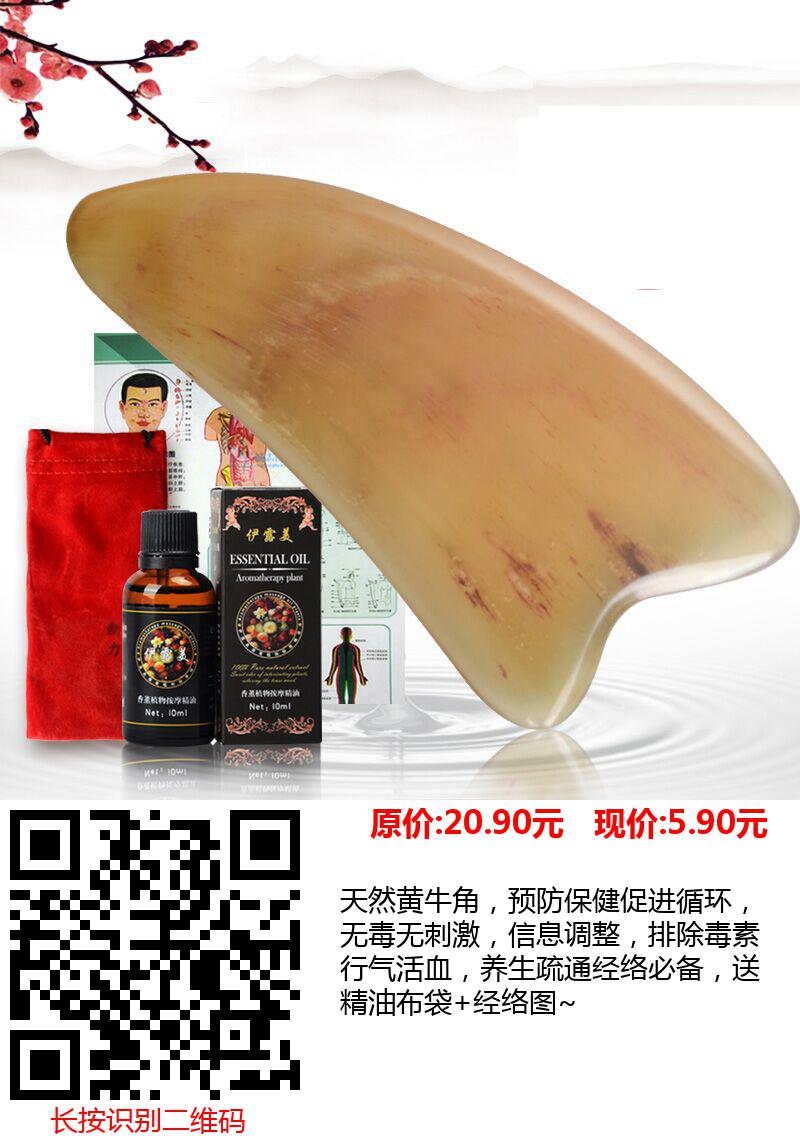 伊露美
ESSENTIAL OIL
Aromatherapy plant
100% Pure natural extract
香薰植物按摩精油
Net: 10ml
伊露美
香薰植物按摩精油
Net: 10ml
原价:20.90元 现价:5.90元
天然黄牛角，预防保健促进循环，
无毒无刺激，信息调整，排除毒素
行气活血，养生疏通经络必备，送
精油布袋+经络图~
长按识别二维码